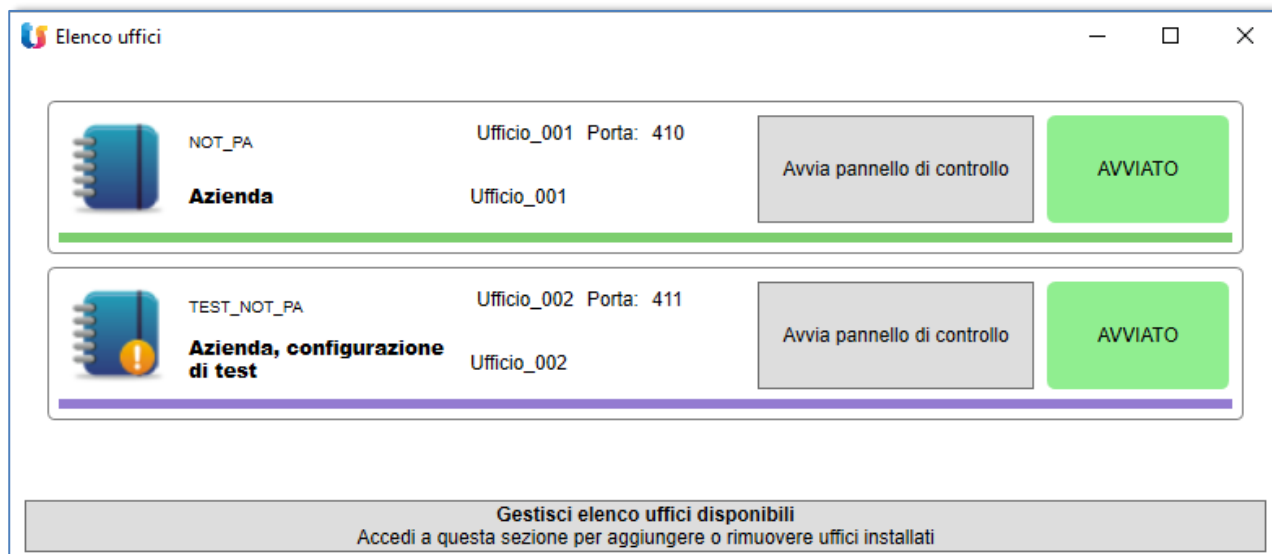 Elenco uffici
NOT_PA
Ufficio_001 Porta: 410
Azienda
Ufficio_001
Avvia pannello di controllo
AVVIATO
TEST_NOT_PA
Ufficio_002 Porta: 411
Azienda, configurazione
di test
Ufficio_002
Avvia pannello di controllo
AVVIATO
Gestisci elenco uffici disponibili
Accedi a questa sezione per aggiungere o rimuovere uffici installati